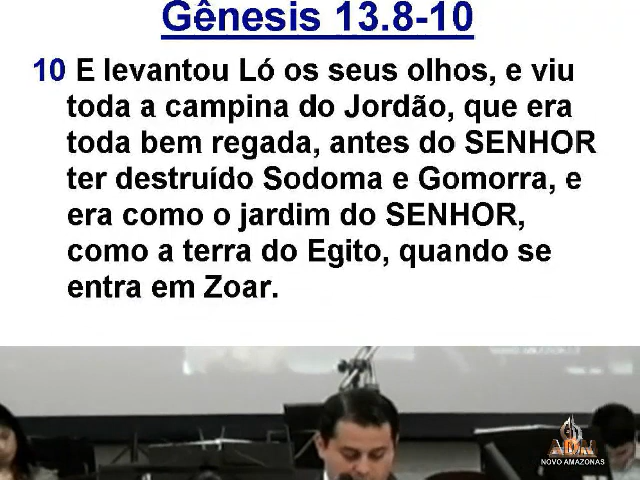 Gênesis 13.8-10
10 E levantou Ló os seus olhos, e viu
toda a campina do Jordão, que era
toda bem regada, antes do SENHOR
ter destruído Sodoma e Gomorra, e
era como o jardim do SENHOR,
como a terra do Egito, quando se
entra em Zoar.
NOVO AMAZONAS